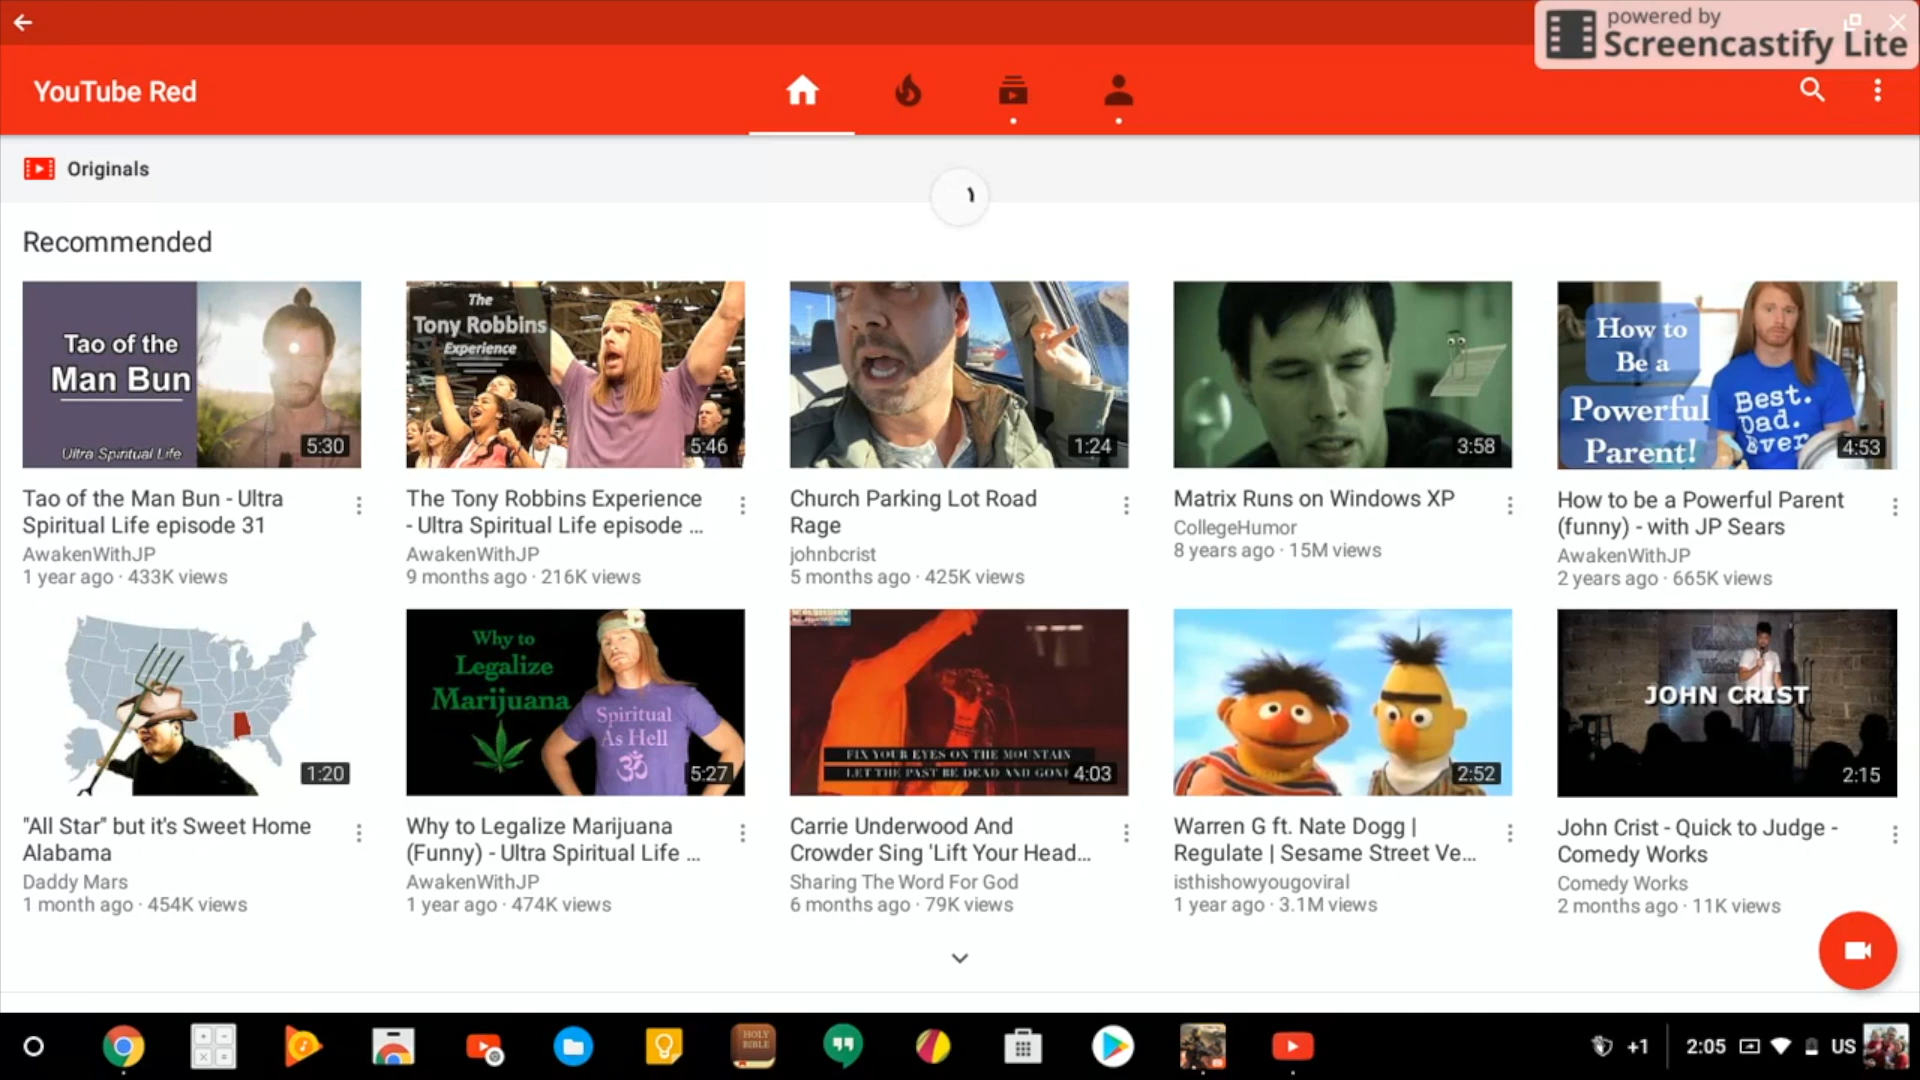 powered by
Screencastify Lite
YouTube Red
Originals
Recommended
Tao of the
Man Bun
Ultra Spiritual Life
5:30
The
Tony Robbins
Experience
5:46
1:24
3:58
How to
Be a
Powerful
Parent!
Best.
Dad.
Ever
4:53
Tao of the Man Bun - Ultra
Spiritual Life episode 31
AwakenWithJP
1 year ago · 433K views
The Tony Robbins Experience
- Ultra Spiritual Life episode ...
AwakenWithJP
9 months ago · 216K views
Church Parking Lot Road
Rage
johnbcrist
5 months ago · 425K views
Matrix Runs on Windows XP
CollegeHumor
8 years ago · 15M views
How to be a Powerful Parent
(funny) - with JP Sears
AwakenWithJP
2 years ago · 665K views
1:20
Why to
Legalize
Marijuana
Spiritual
As Hell
ॐ
5:27
FIX YOUR EYES ON THE MOUNTAIN
LET THE PAST BE DEAD AND GONE
4:03
2:52
JOHN CRIST
2:15
"All Star" but it's Sweet Home
Alabama
Daddy Mars
1 month ago · 454K views
Why to Legalize Marijuana
(Funny) - Ultra Spiritual Life ...
AwakenWithJP
1 year ago · 474K views
Carrie Underwood And
Crowder Sing 'Lift Your Head...
Sharing The Word For God
6 months ago · 79K views
Warren G ft. Nate Dogg |
Regulate | Sesame Street Ve...
isthishowyougoviral
1 year ago · 3.1M views
John Crist - Quick to Judge -
Comedy Works
Comedy Works
2 months ago · 11K views
HOLY
BIBLE
+1
2:05
US